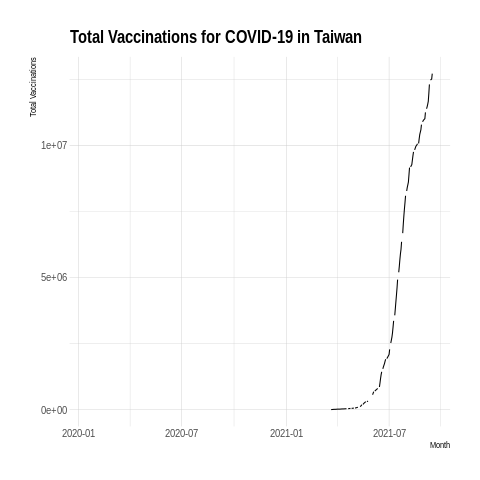 Total Vaccinations for COVID-19 in Taiwan
Total Vaccinations
1e+07
5e+06
0e+00
2020-01 2020-07 2021-01 2021-07
Month